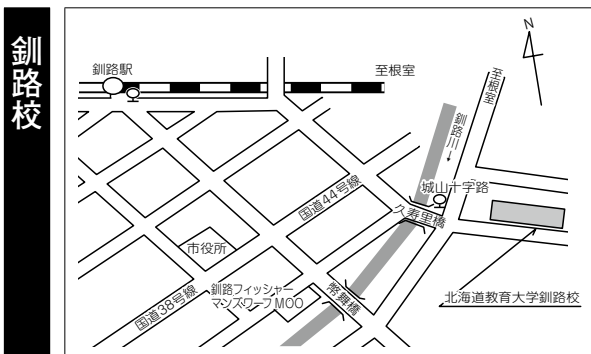 釧路校
N
釧路駅
至根室
至根室
釧路川→
国道44号線
城山十字路
久寿里橋
市役所
釧路フィッシャー
マンズワーフMOO
幣舞橋
国道38号線
北海道教育大学釧路校